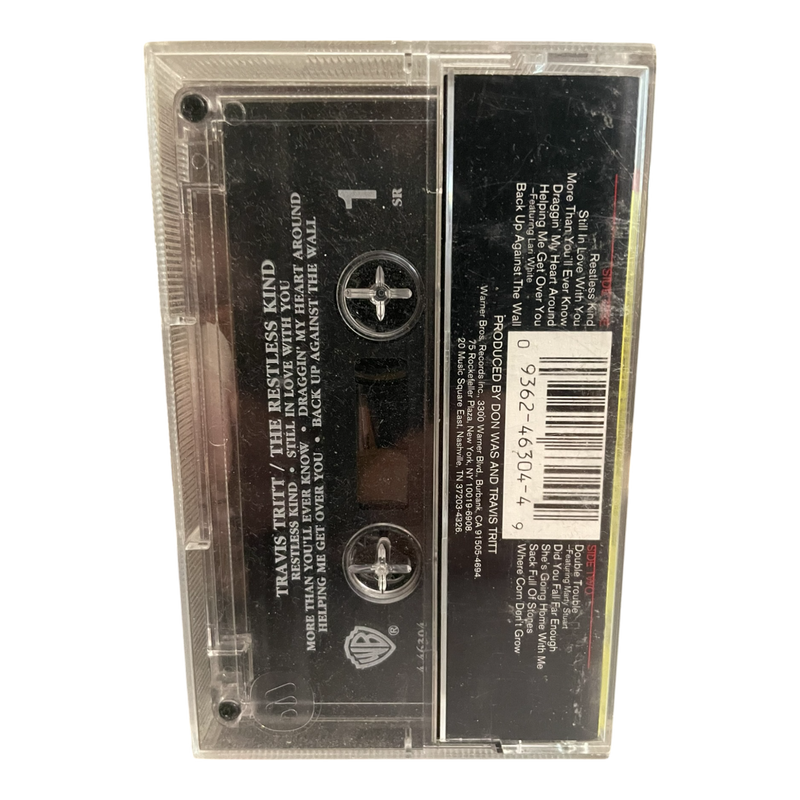 1
SR
TRAVIS TRITT / THE RESTLESS KIND
RESTLESS KIND • STILL IN LOVE WITH YOU
MORE THAN YOU'LL EVER KNOW • DRAGGIN' MY HEART AROUND
HELPING ME GET OVER YOU • BACK UP AGAINST THE WALL
WB
®
Restless Kind
Still In Love With You
More Than You'll Ever Know
Draggin' My Heart Around
Helping Me Get Over You
–Featuring Lari White
Back Up Against The Wall
0 9362-46304-4 9
SIDE TWO
Double Trouble
–Featuring Marty Stuart
Did You Fall Far Enough
She's Going Home With Me
Sack Full Of Stones
Where Corn Don't Grow
PRODUCED BY DON WAS AND TRAVIS TRITT
Warner Bros. Records Inc., 3300 Warner Blvd., Burbank, CA 91505-4694.
75 Rockefeller Plaza, New York, NY 10019-6908.
20 Music Square East, Nashville, TN 37203-4326.